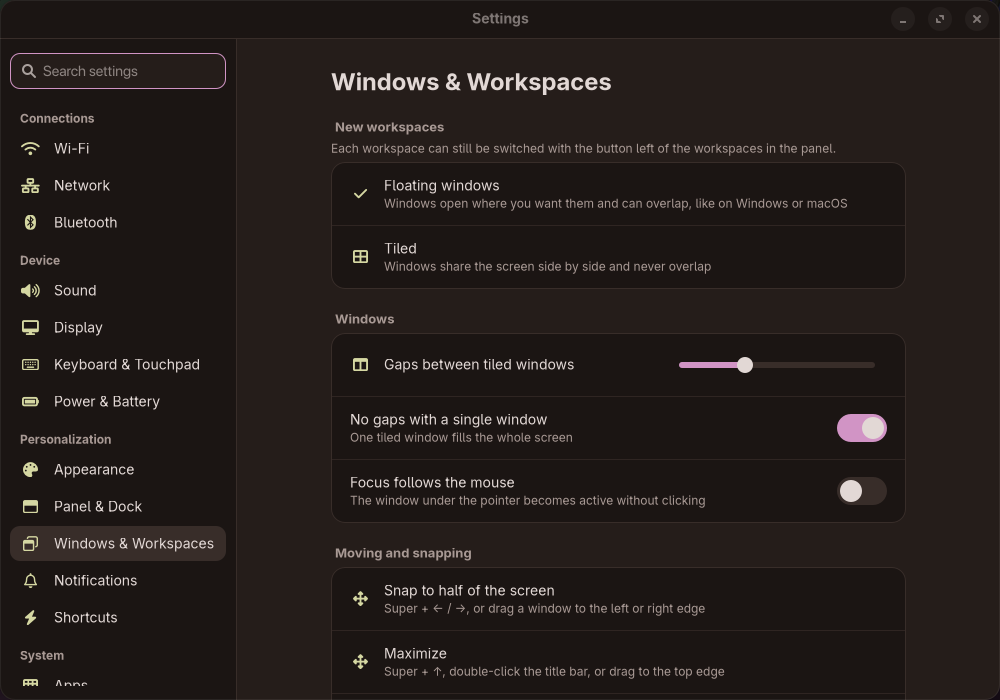 Settings
Search settings
Connections
Wi-Fi
Network
Bluetooth
Device
Sound
Display
Keyboard & Touchpad
Power & Battery
Personalization
Appearance
Panel & Dock
Windows & Workspaces
Notifications
Shortcuts
System
Apps
Windows & Workspaces
New workspaces
Each workspace can still be switched with the button left of the workspaces in the panel.
Floating windows
Windows open where you want them and can overlap, like on Windows or macOS
Tiled
Windows share the screen side by side and never overlap
Windows
Gaps between tiled windows
No gaps with a single window
One tiled window fills the whole screen
Focus follows the mouse
The window under the pointer becomes active without clicking
Moving and snapping
Snap to half of the screen
Super + ← / →, or drag a window to the left or right edge
Maximize
Super + ↑, double-click the title bar, or drag to the top edge